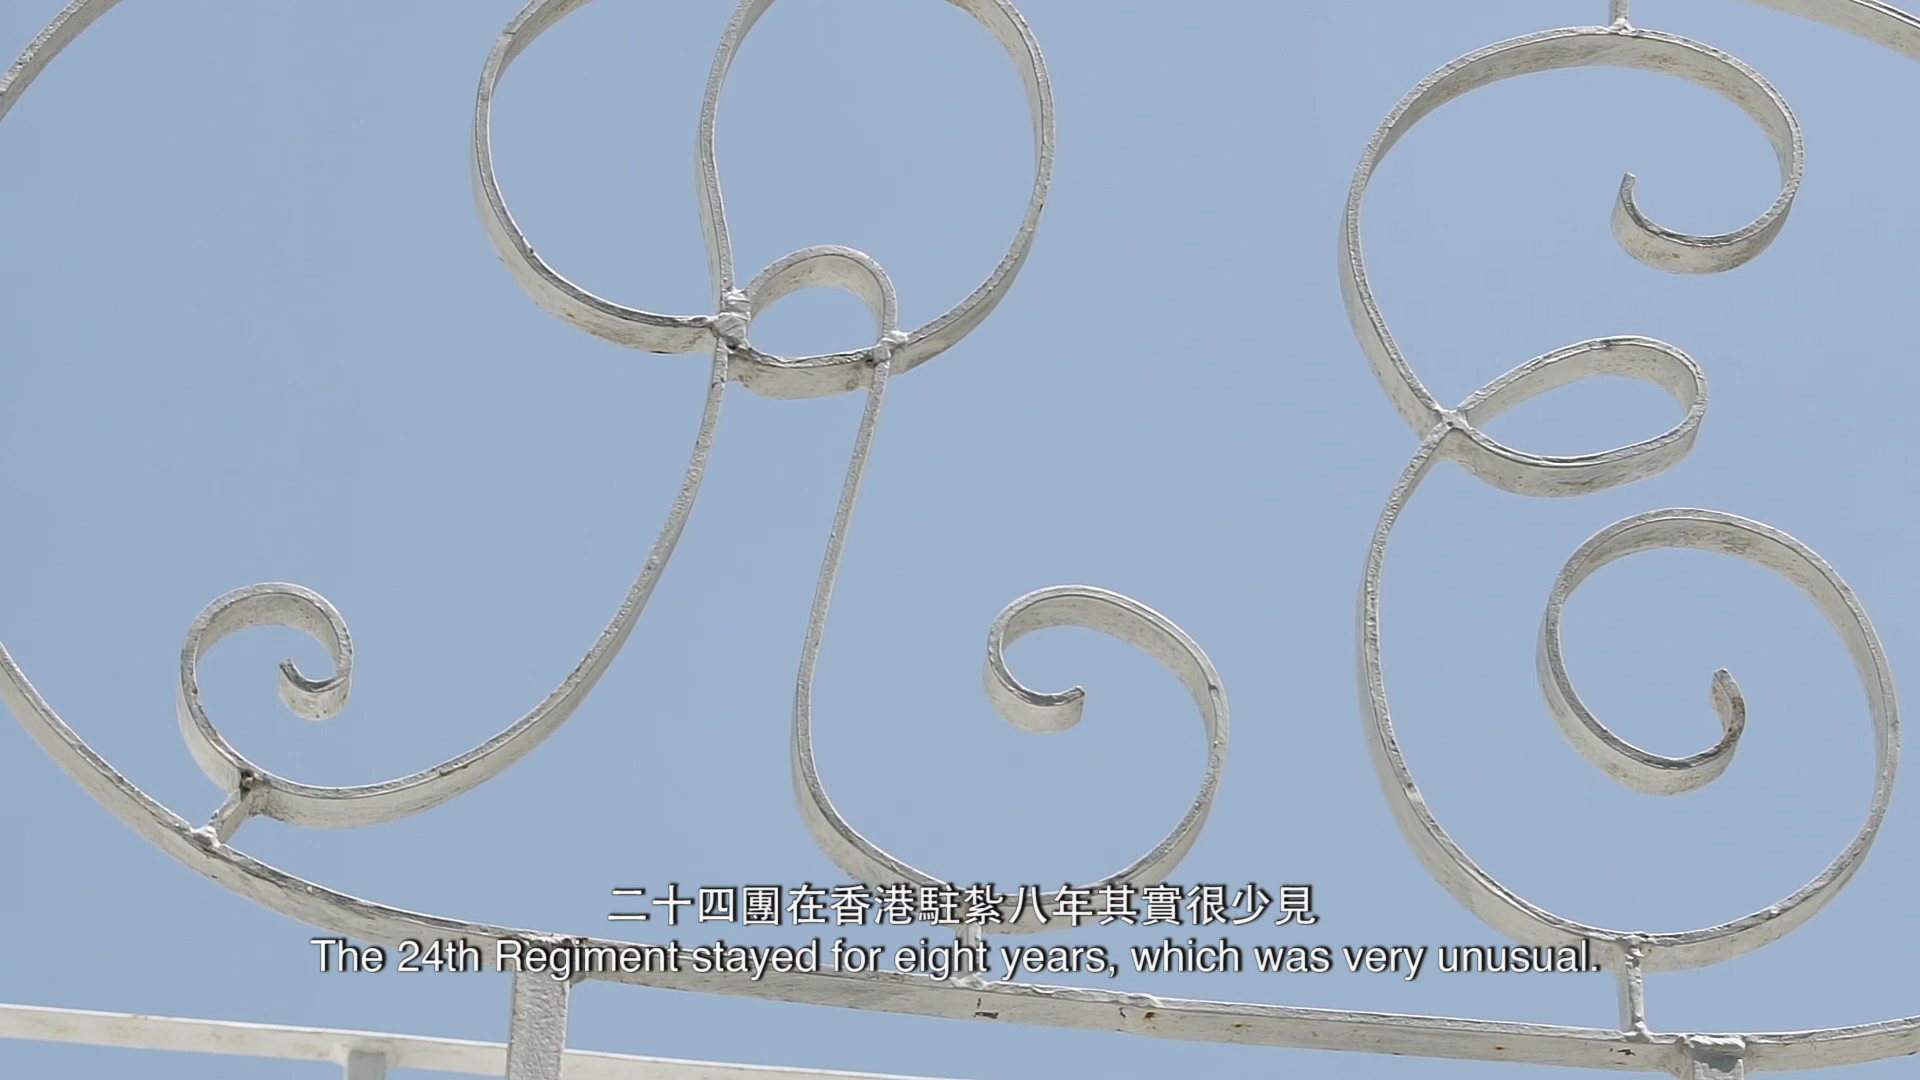 二十四團在香港駐紮八年其實很少見
The 24th Regiment stayed for eight years, which was very unusual.